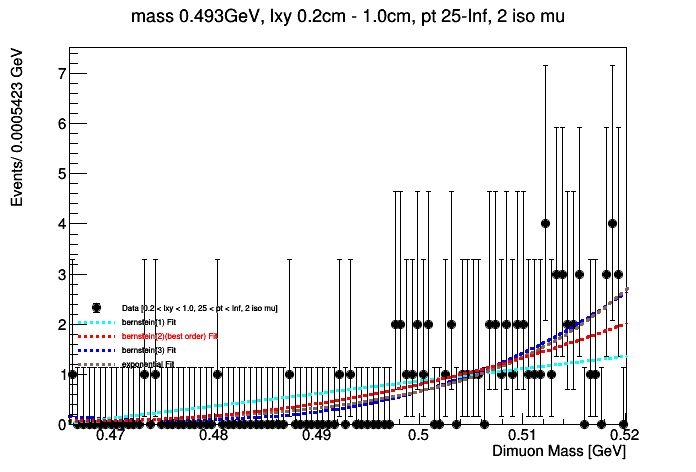 mass 0.493GeV, lxy 0.2cm - 1.0cm, pt 25-Inf, 2 iso mu
Events/ 0.0005423 GeV
7
6
5
4
3
2
1
0
Data [0.2 < lxy < 1.0, 25 < pt < Inf, 2 iso mu]
bernstein(1) Fit
bernstein(2)(best order) Fit
bernstein(3) Fit
exponential Fit
0.47 0.48 0.49 0.5 0.51 0.52
Dimuon Mass [GeV]